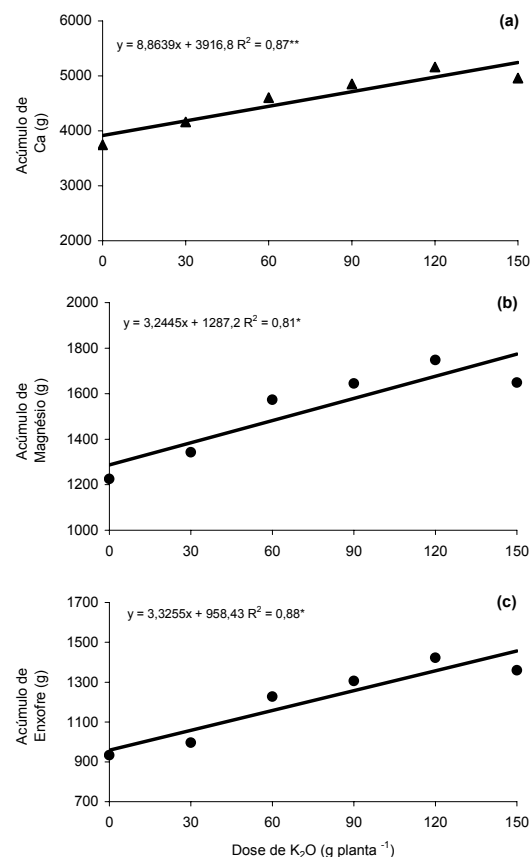 (a)
y = 8,8639x + 3916,8 R² = 0,87**
Acúmulo de
Ca (g)
6000
5000
4000
3000
2000
0 30 60 90 120 150
(b)
y = 3,2445x + 1287,2 R² = 0,81*
Acúmulo de
Magnésio (g)
2000
1800
1600
1400
1200
1000
0 30 60 90 120 150
(c)
y = 3,3255x + 958,43 R² = 0,88*
Acúmulo de
Enxofre (g)
1700
1500
1300
1100
900
700
0 30 60 90 120 150
Dose de K₂O (g planta ⁻¹)